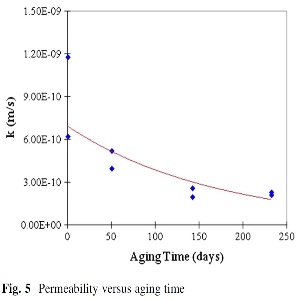 1.50E-09
1.20E-09
9.00E-10
6.00E-10
3.00E-10
0.00E+00
k (m/s)
0 50 100 150 200 250
Aging Time (days)
Fig. 5 Permeability versus aging time